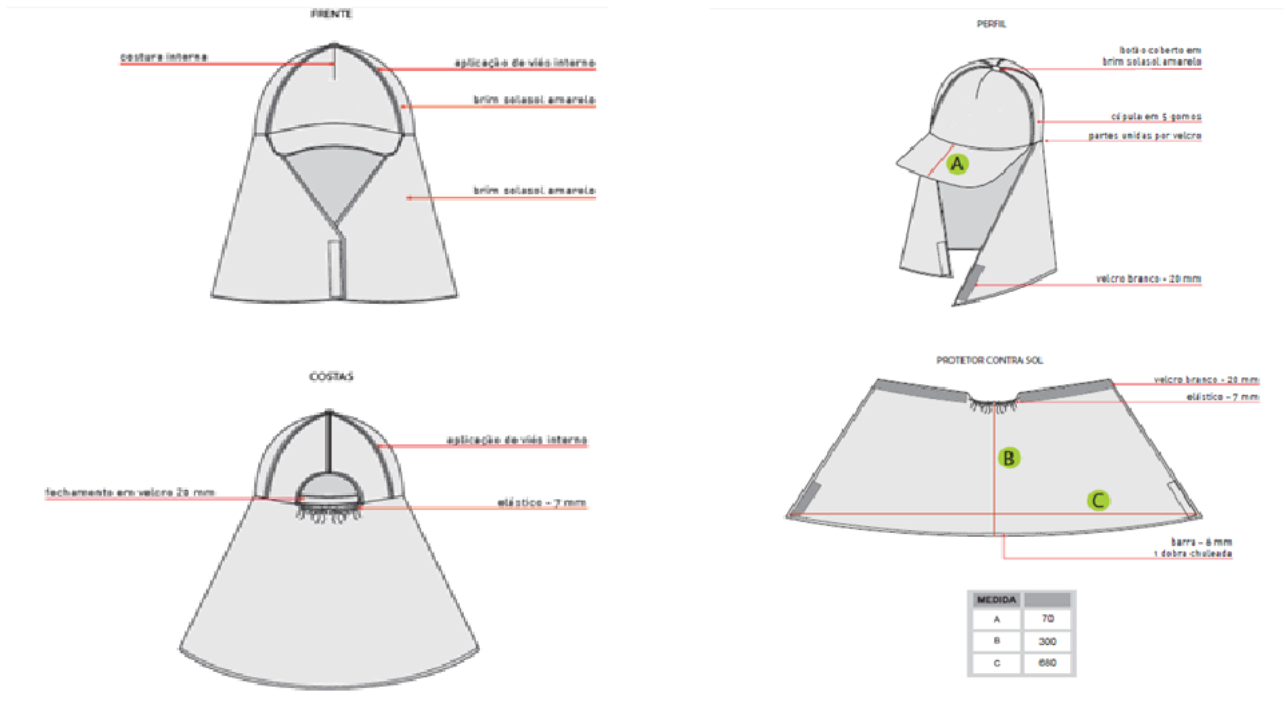 FRENTE
costura interna
aplicação de viés interno
brim solasol amarelo
brim solasol amarelo
PERFIL
botão coberto em
brim solasol amarelo
cúpula em 5 gomos
partes unidas por velcro
A
velcro branco - 20 mm
COSTAS
aplicação de viés interno
fechamento em velcro 20 mm
elástico - 7 mm
PROTETOR CONTRA SOL
velcro branco - 20 mm
elástico - 7 mm
B
C
barra - 6 mm
1 dobra chuleada
MEDIDA
A 70
B 300
C 680